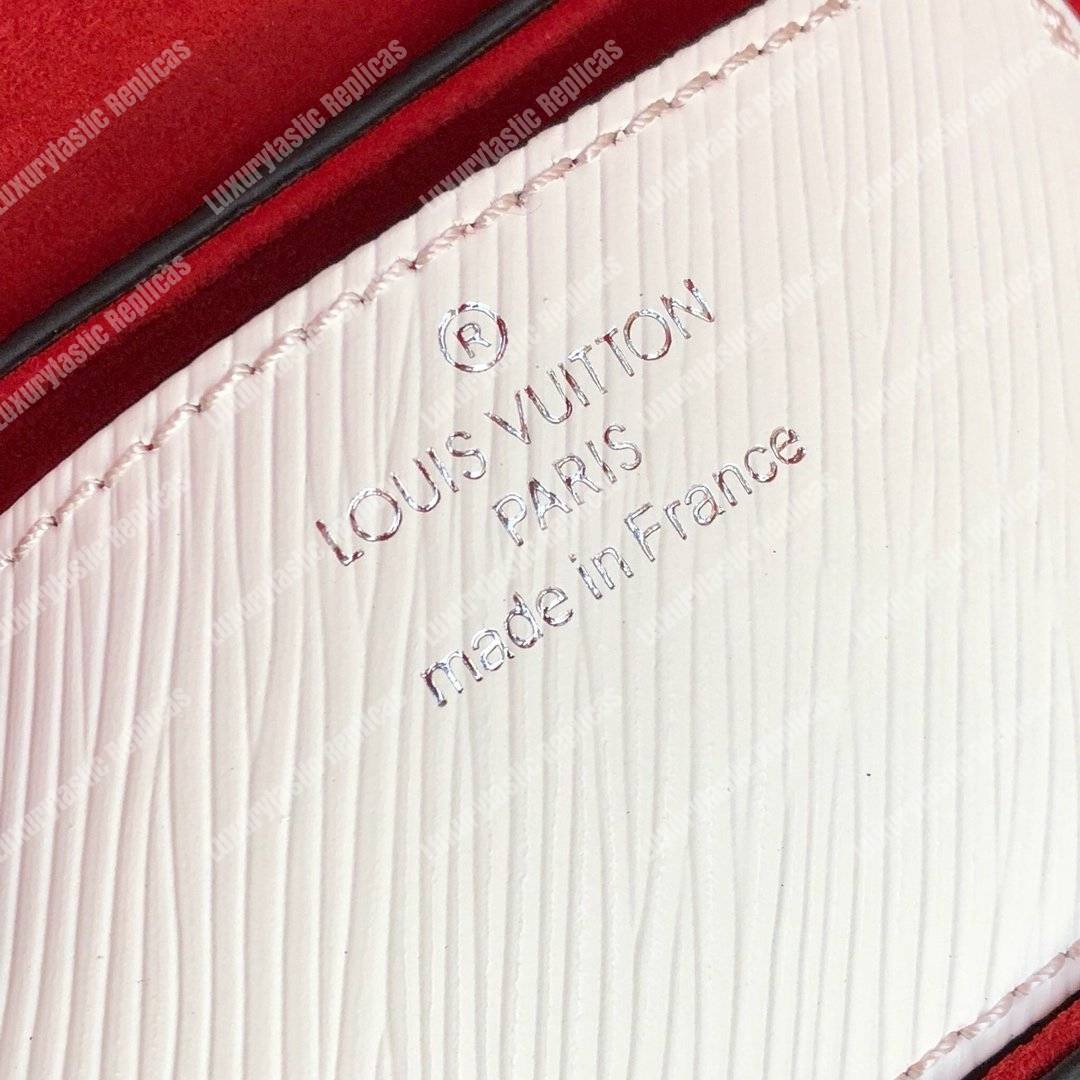 ®
LOUIS VUITTON
PARIS
made in France
Luxurytastic Replicas